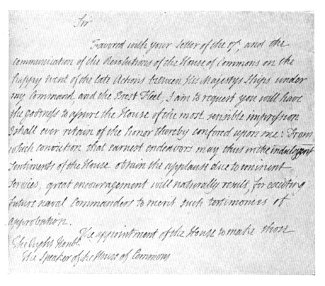 Sir
Favored with your letter of the 17th, and the
communication of the Resolutions of the House of Commons on the
happy event of the late Actions between His Majesty's Ships under
my Command, and the Brest Fleet, I am to request you will have
the goodness to assure the House of the most sensible impression
I shall ever retain of the honor thereby conferred upon me: From
which conviction that earnest endeavors may thus in the indulgent
sentiments of the House obtain the applause due to eminent
Services, great encouragement will naturally result, for exciting
future naval commanders to merit such testimonies of
approbation.
The appointment of the House to make those
The Right Honble
The Speaker of the House of Commons